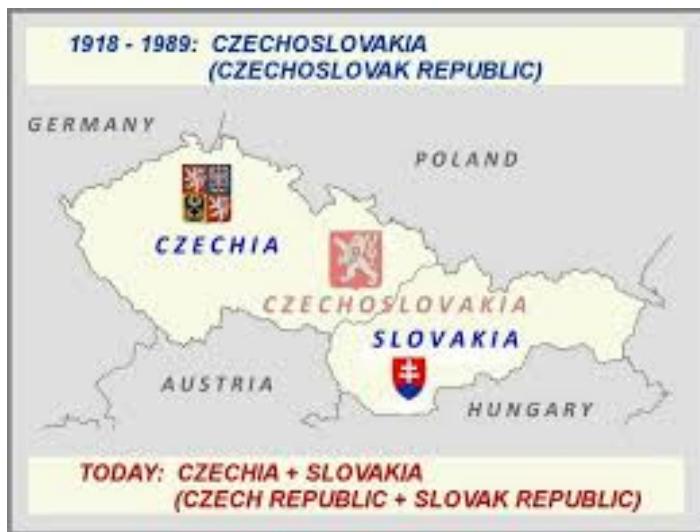 1918 - 1989: CZECHOSLOVAKIA
(CZECHOSLOVAK REPUBLIC)
GERMANY
POLAND
CZECHIA
CZECHOSLOVAKIA
SLOVAKIA
AUSTRIA
HUNGARY
TODAY: CZECHIA + SLOVAKIA
(CZECH REPUBLIC + SLOVAK REPUBLIC)